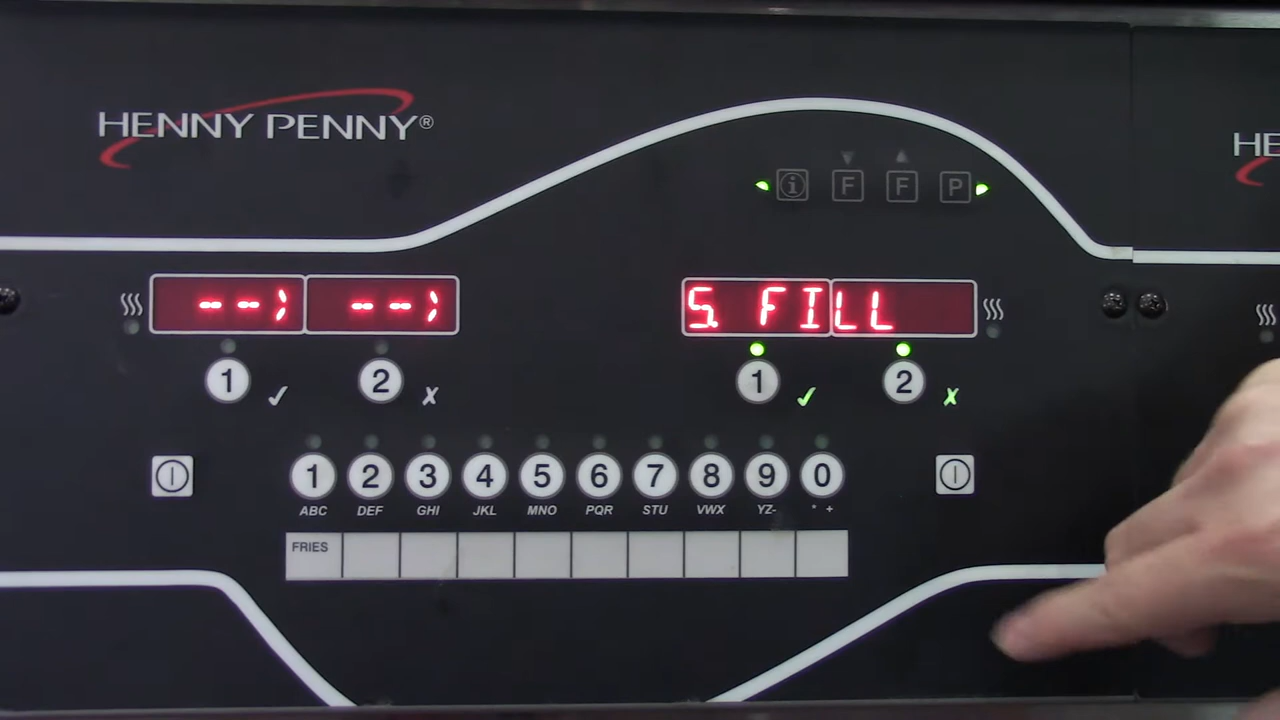 HENNY PENNY®
HE
i F F P
--) --)
5. FILL
1 ✓ 2 ✗
1 ✓ 2 ✗
1 2 3 4 5 6 7 8 9 0
ABC DEF GHI JKL MNO PQR STU VWX YZ- * +
FRIES